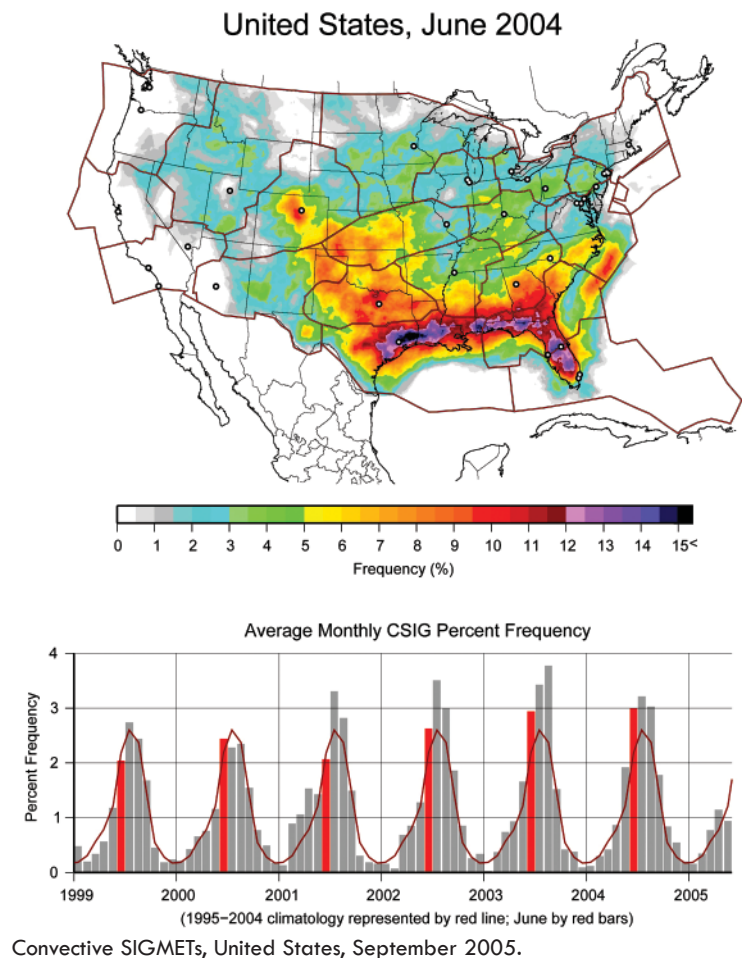 United States, June 2004
0 1 2 3 4 5 6 7 8 9 10 11 12 13 14 15<
Frequency (%)
Average Monthly CSIG Percent Frequency
4
3
2
1
0
Percent Frequency
1999 2000 2001 2002 2003 2004 2005
(1995–2004 climatology represented by red line; June by red bars)
Convective SIGMETs, United States, September 2005.